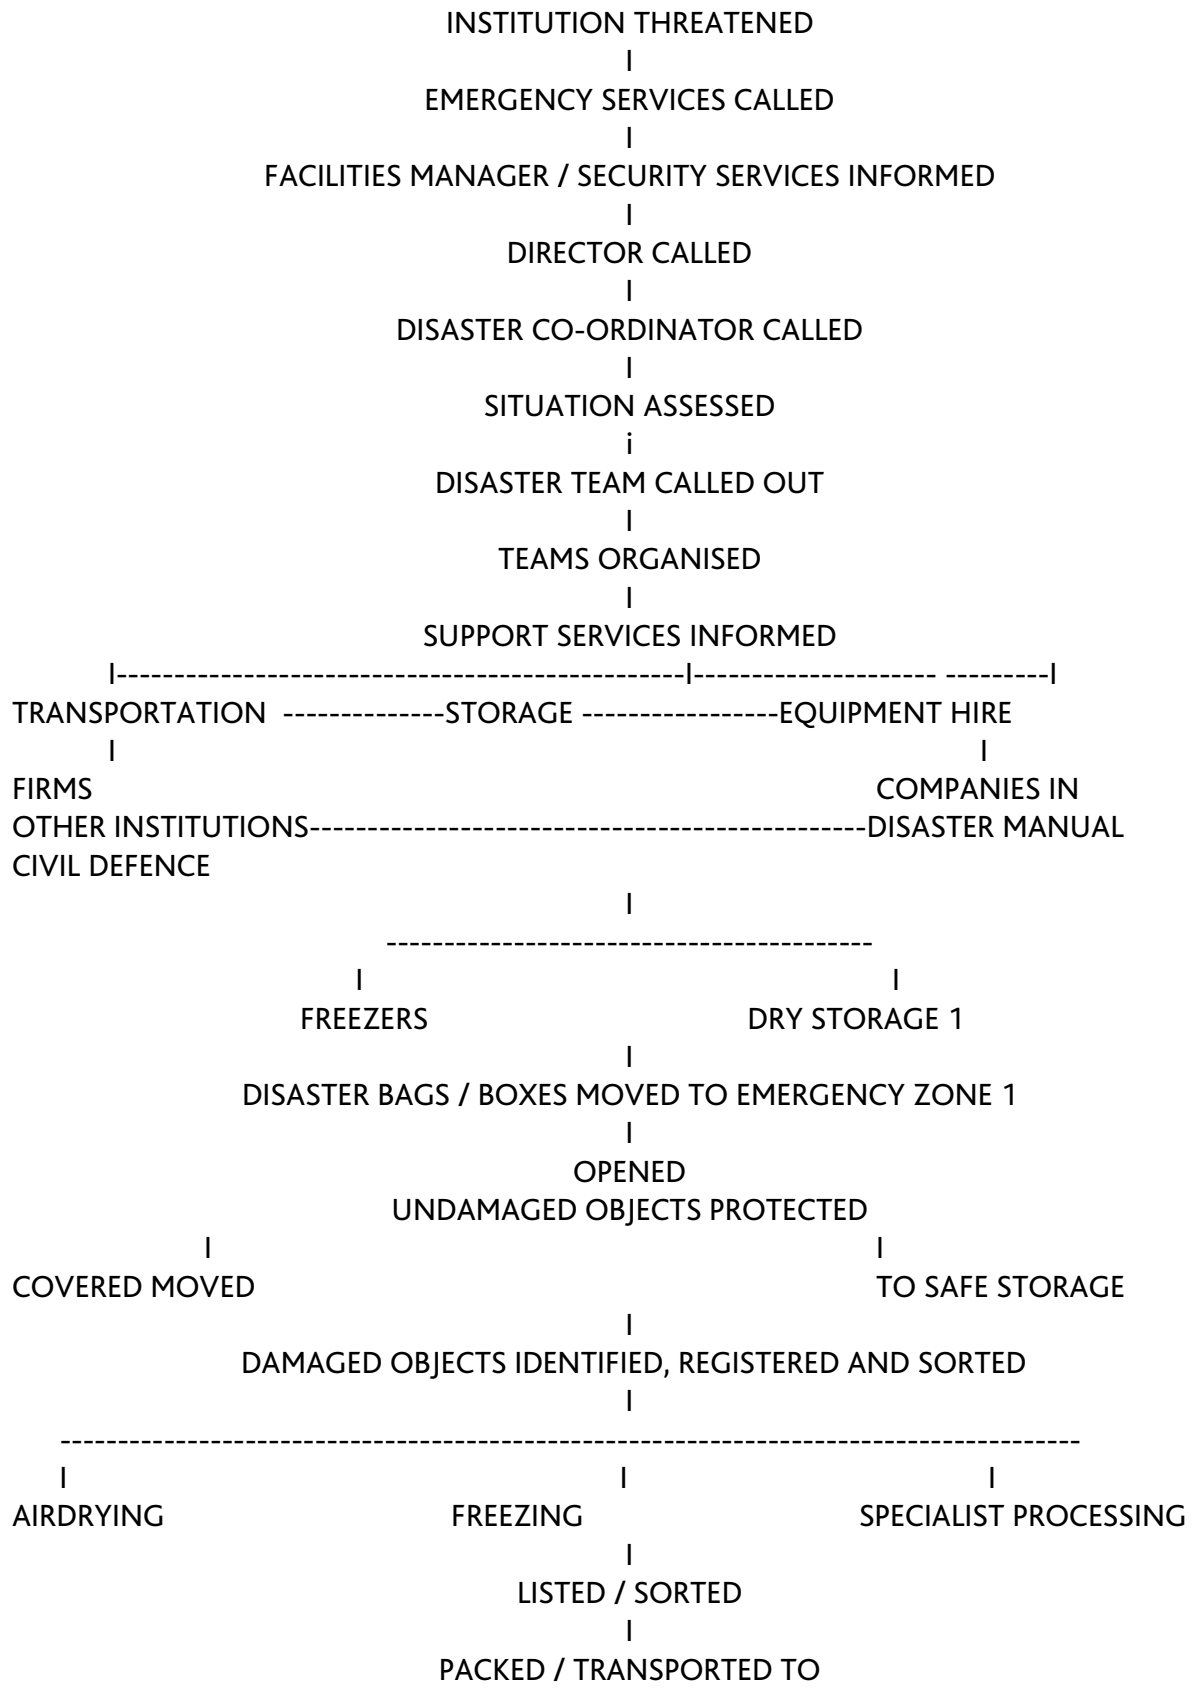 INSTITUTION THREATENED
I
EMERGENCY SERVICES CALLED
I
FACILITIES MANAGER / SECURITY SERVICES INFORMED
I
DIRECTOR CALLED
I
DISASTER CO-ORDINATOR CALLED
I
SITUATION ASSESSED
i
DISASTER TEAM CALLED OUT
I
TEAMS ORGANISED
I
SUPPORT SERVICES INFORMED
I-------------------------------------------------I--------------------- ---------I
TRANSPORTATION --------------STORAGE -----------------EQUIPMENT HIRE
I I
FIRMS COMPANIES IN
OTHER INSTITUTIONS------------------------------------------------DISASTER MANUAL
CIVIL DEFENCE
I
------------------------------------------
I I
FREEZERS DRY STORAGE 1
I
DISASTER BAGS / BOXES MOVED TO EMERGENCY ZONE 1
I
OPENED
UNDAMAGED OBJECTS PROTECTED
I I
COVERED MOVED TO SAFE STORAGE
I
DAMAGED OBJECTS IDENTIFIED, REGISTERED AND SORTED
I
----------------------------------------------------------------------------------------
I I I
AIRDRYING FREEZING SPECIALIST PROCESSING
I
LISTED / SORTED
I
PACKED / TRANSPORTED TO